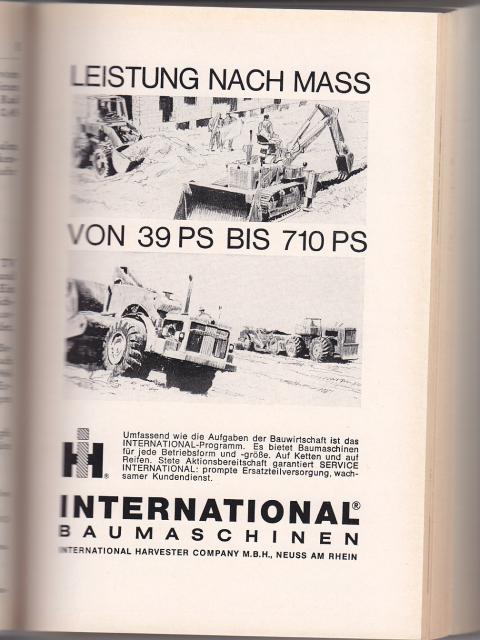 LEISTUNG NACH MASS
VON 39 PS BIS 710 PS
Umfassend wie die Aufgaben der Bauwirtschaft ist das
INTERNATIONAL-Programm. Es bietet Baumaschinen
für jede Betriebsform und -größe. Auf Ketten und auf
Reifen. Stete Aktionsbereitschaft garantiert SERVICE
INTERNATIONAL: prompte Ersatzteilversorgung, wach-
samer Kundendienst.
IH®
INTERNATIONAL®
BAUMASCHINEN
INTERNATIONAL HARVESTER COMPANY M.B.H., NEUSS AM RHEIN